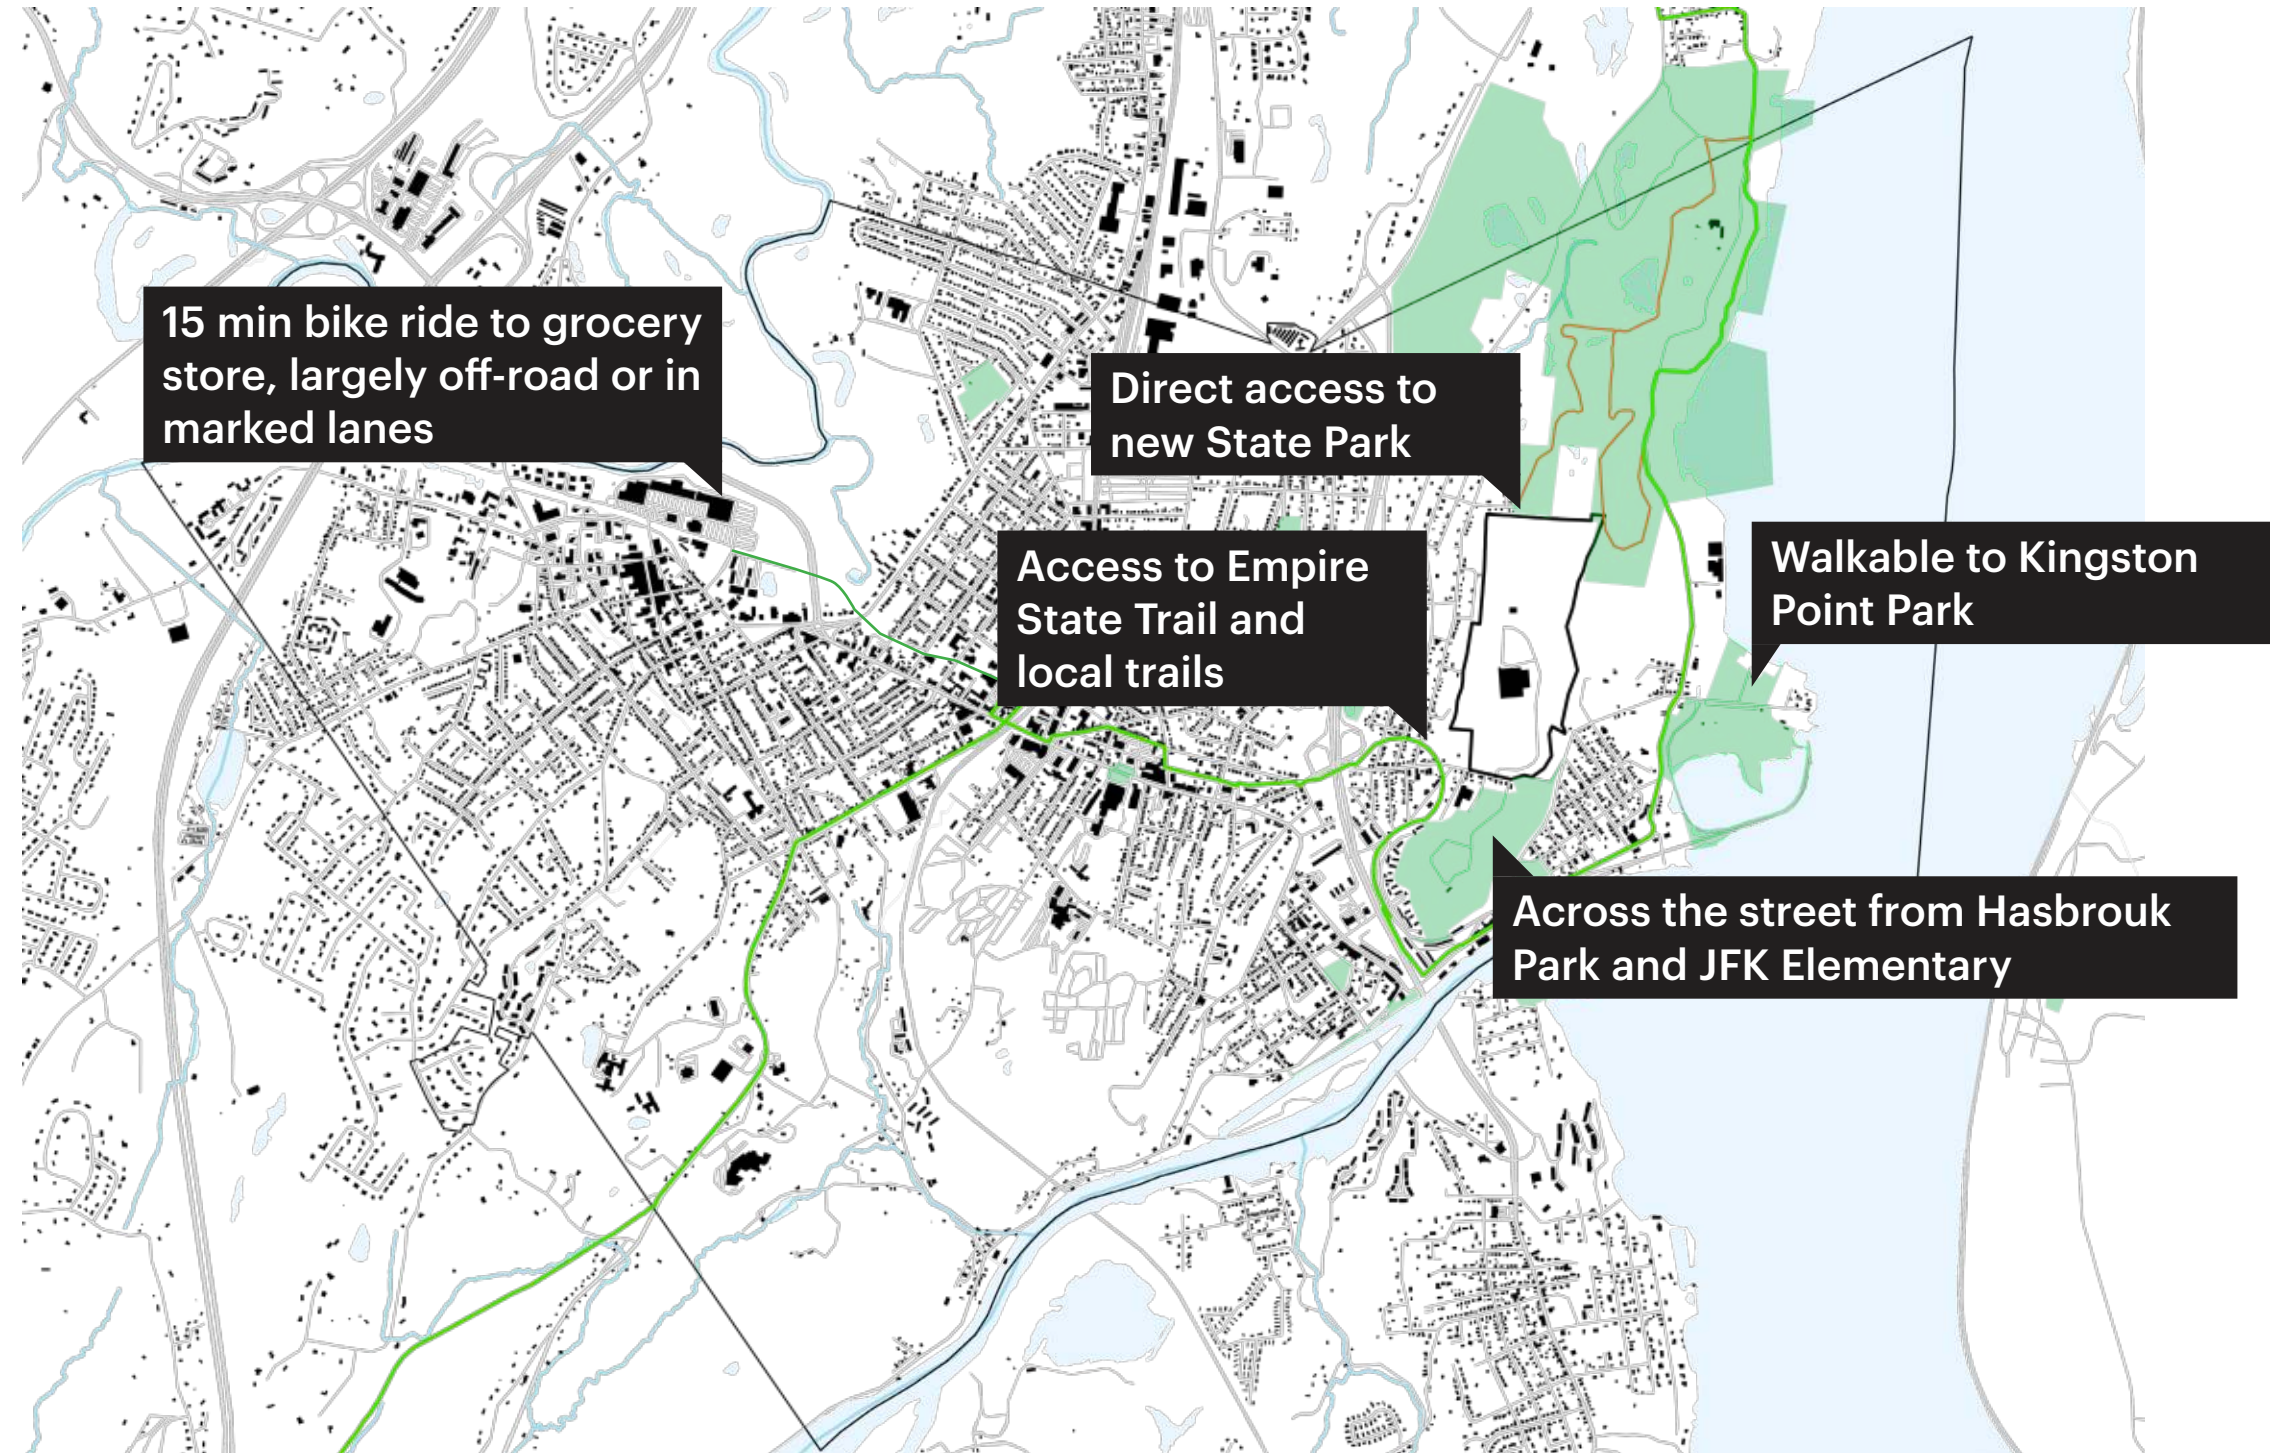 15 min bike ride to grocery
store, largely off-road or in
marked lanes
Direct access to
new State Park
Access to Empire
State Trail and
local trails
Walkable to Kingston
Point Park
Across the street from Hasbrouk
Park and JFK Elementary